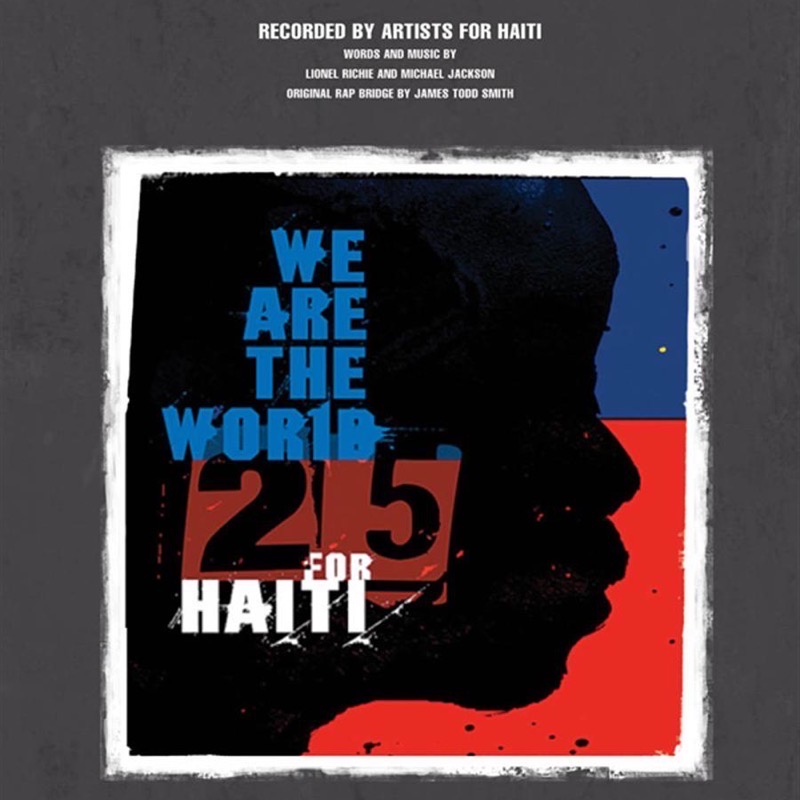 RECORDED BY ARTISTS FOR HAITI
WORDS AND MUSIC BY
LIONEL RICHIE AND MICHAEL JACKSON
ORIGINAL RAP BRIDGE BY JAMES TODD SMITH
WE
ARE
THE
WORLD
25
FOR
HAITI